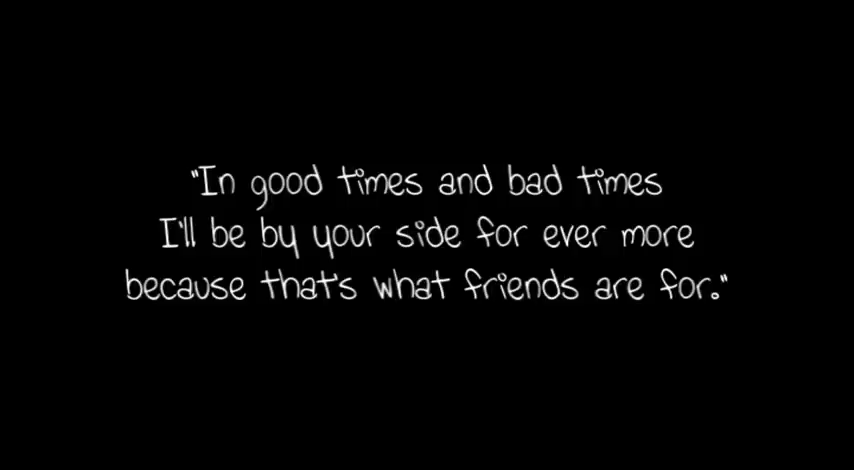 "In good times and bad times
I'll be by your side for ever more
because that's what friends are for."